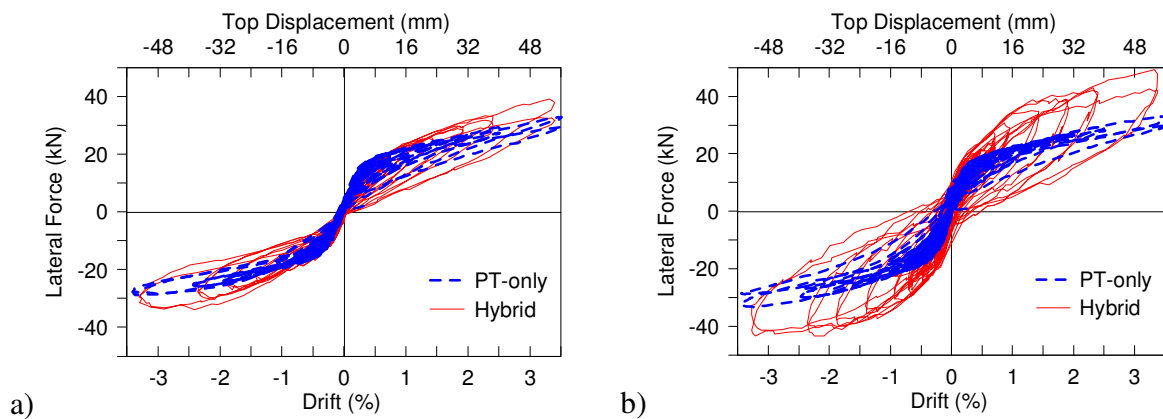 Top Displacement (mm)
-48 -32 -16 0 16 32 48
40
20
0
-20
-40
Lateral Force (kN)
PT-only
Hybrid
-3 -2 -1 0 1 2 3
Drift (%)
a)
Top Displacement (mm)
-48 -32 -16 0 16 32 48
40
20
0
-20
-40
Lateral Force (kN)
PT-only
Hybrid
-3 -2 -1 0 1 2 3
Drift (%)
b)